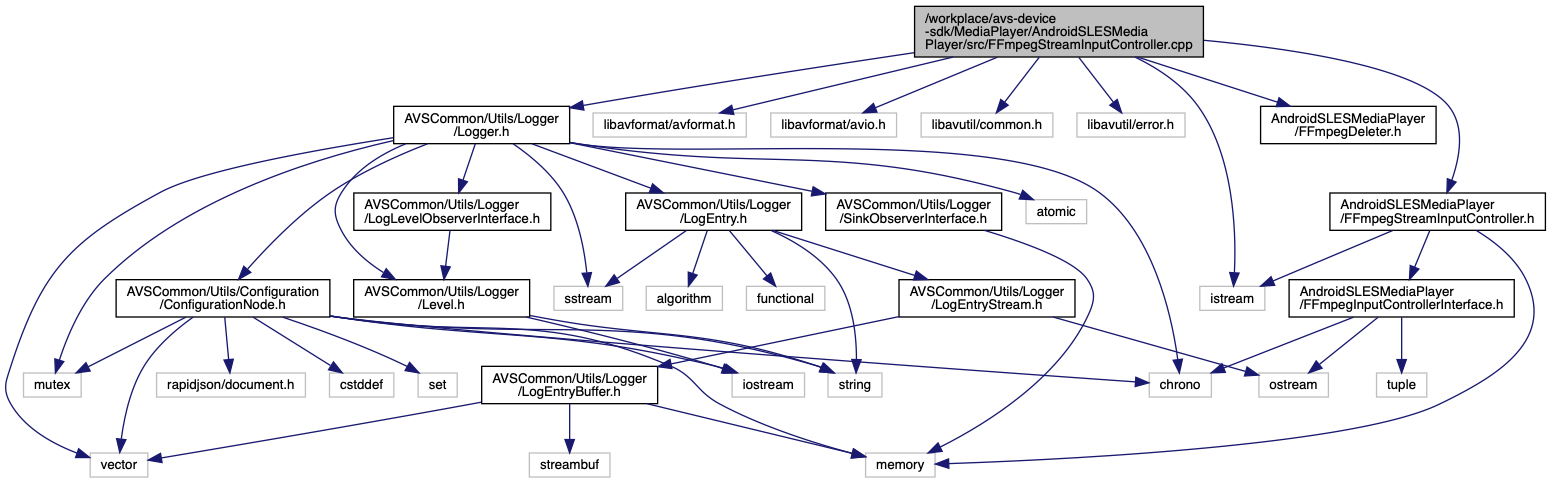 /workplace/avs-device
-sdk/MediaPlayer/AndroidSLESMedia
Player/src/FFmpegStreamInputController.cpp
AVSCommon/Utils/Logger
/Logger.h
libavformat/avformat.h
libavformat/avio.h
libavutil/common.h
libavutil/error.h
AndroidSLESMediaPlayer
/FFmpegDeleter.h
AVSCommon/Utils/Logger
/LogLevelObserverInterface.h
AVSCommon/Utils/Logger
/LogEntry.h
AVSCommon/Utils/Logger
/SinkObserverInterface.h
atomic
AndroidSLESMediaPlayer
/FFmpegStreamInputController.h
AVSCommon/Utils/Configuration
/ConfigurationNode.h
AVSCommon/Utils/Logger
/Level.h
sstream
algorithm
functional
AVSCommon/Utils/Logger
/LogEntryStream.h
istream
AndroidSLESMediaPlayer
/FFmpegInputControllerInterface.h
mutex
rapidjson/document.h
cstddef
set
AVSCommon/Utils/Logger
/LogEntryBuffer.h
iostream
string
chrono
ostream
tuple
vector
streambuf
memory